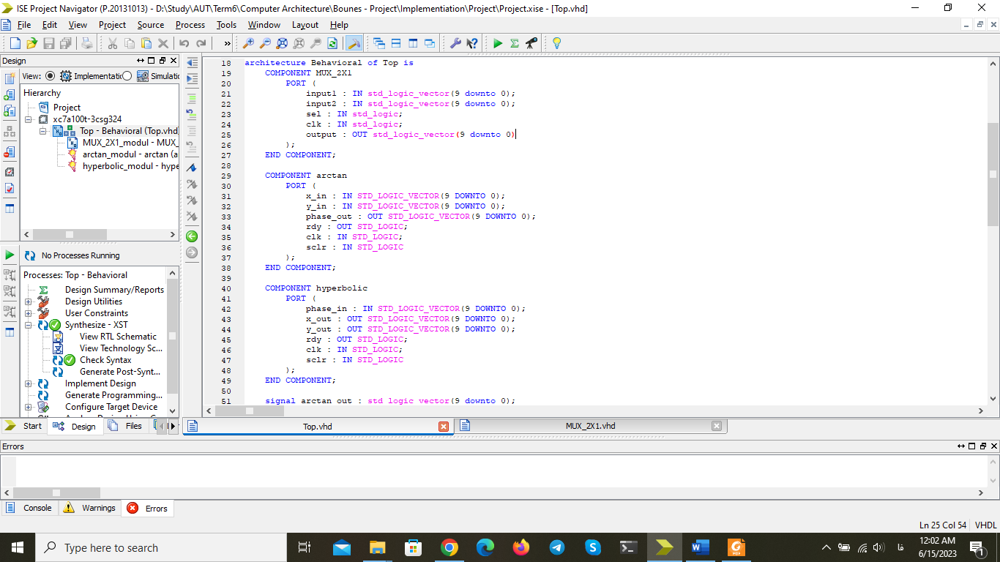 ISE Project Navigator (P.20131013) - D:\Study\AUT\Term6\Computer Architecture\Bounes - Project\Implementiation\Project\Project.xise - [Top.vhd]
File Edit View Project Source Process Tools Window Layout Help
»
Design
View: Implementatic Simulatic
Hierarchy
Project
xc7a100t-3csg324
Top - Behavioral (Top.vhd
MUX_2X1_modul - MUX_
arctan_modul - arctan (a
hyperbolic_modul - hype
No Processes Running
Processes: Top - Behavioral
Design Summary/Reports
Design Utilities
User Constraints
Synthesize - XST
View RTL Schematic
View Technology Sc...
Check Syntax
Generate Post-Synt...
Implement Design
Generate Programming...
Configure Target Device
Start Design Files
18 architecture Behavioral of Top is
19 COMPONENT MUX_2X1
20 PORT (
21 input1 : IN std_logic_vector(9 downto 0);
22 input2 : IN std_logic_vector(9 downto 0);
23 sel : IN std_logic;
24 clk : IN std_logic;
25 output : OUT std_logic_vector(9 downto 0)
26 );
27 END COMPONENT;
28
29 COMPONENT arctan
30 PORT (
31 x_in : IN STD_LOGIC_VECTOR(9 DOWNTO 0);
32 y_in : IN STD_LOGIC_VECTOR(9 DOWNTO 0);
33 phase_out : OUT STD_LOGIC_VECTOR(9 DOWNTO 0);
34 rdy : OUT STD_LOGIC;
35 clk : IN STD_LOGIC;
36 sclr : IN STD_LOGIC
37 );
38 END COMPONENT;
39
40 COMPONENT hyperbolic
41 PORT (
42 phase_in : IN STD_LOGIC_VECTOR(9 DOWNTO 0);
43 x_out : OUT STD_LOGIC_VECTOR(9 DOWNTO 0);
44 y_out : OUT STD_LOGIC_VECTOR(9 DOWNTO 0);
45 rdy : OUT STD_LOGIC;
46 clk : IN STD_LOGIC;
47 sclr : IN STD_LOGIC
48 );
49 END COMPONENT;
50
51 signal arctan_out : std_logic_vector(9 downto 0);
Top.vhd MUX_2X1.vhd
Errors
Console Warnings Errors
Ln 25 Col 54 VHDL
Type here to search
فا
12:02 AM
6/15/2023
1